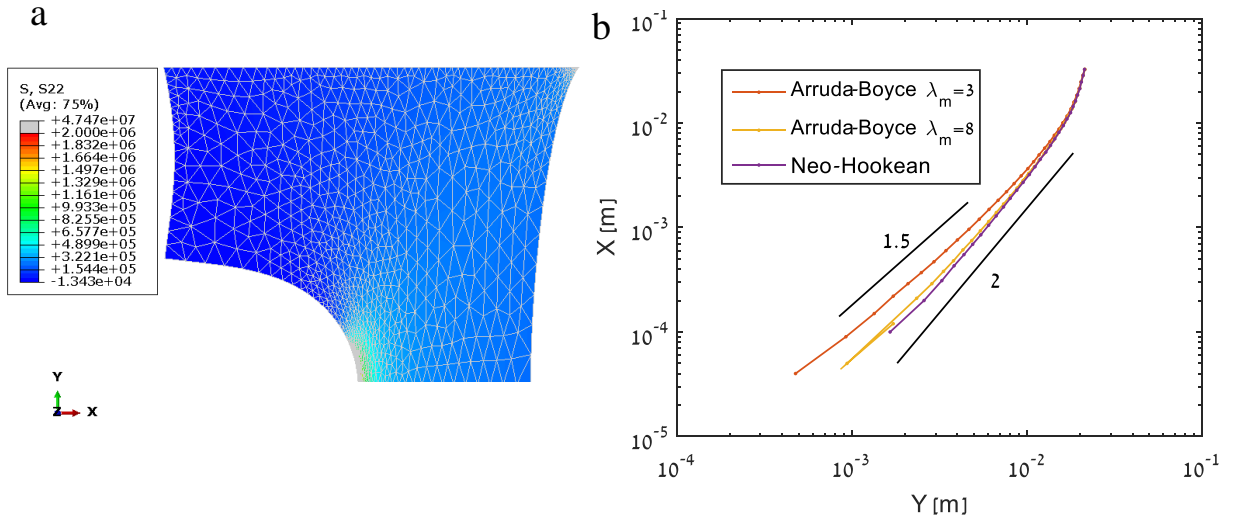 a
S, S22
(Avg: 75%)
+4.747e+07
+2.000e+06
+1.832e+06
+1.664e+06
+1.497e+06
+1.329e+06
+1.161e+06
+9.933e+05
+8.255e+05
+6.577e+05
+4.899e+05
+3.221e+05
+1.544e+05
-1.343e+04
Y
Z X
b
10⁻¹
10⁻²
10⁻³
10⁻⁴
10⁻⁵
X [m]
Arruda-Boyce λₘ=3
Arruda-Boyce λₘ=8
Neo-Hookean
1.5
2
10⁻⁴ 10⁻³ 10⁻² 10⁻¹
Y [m]